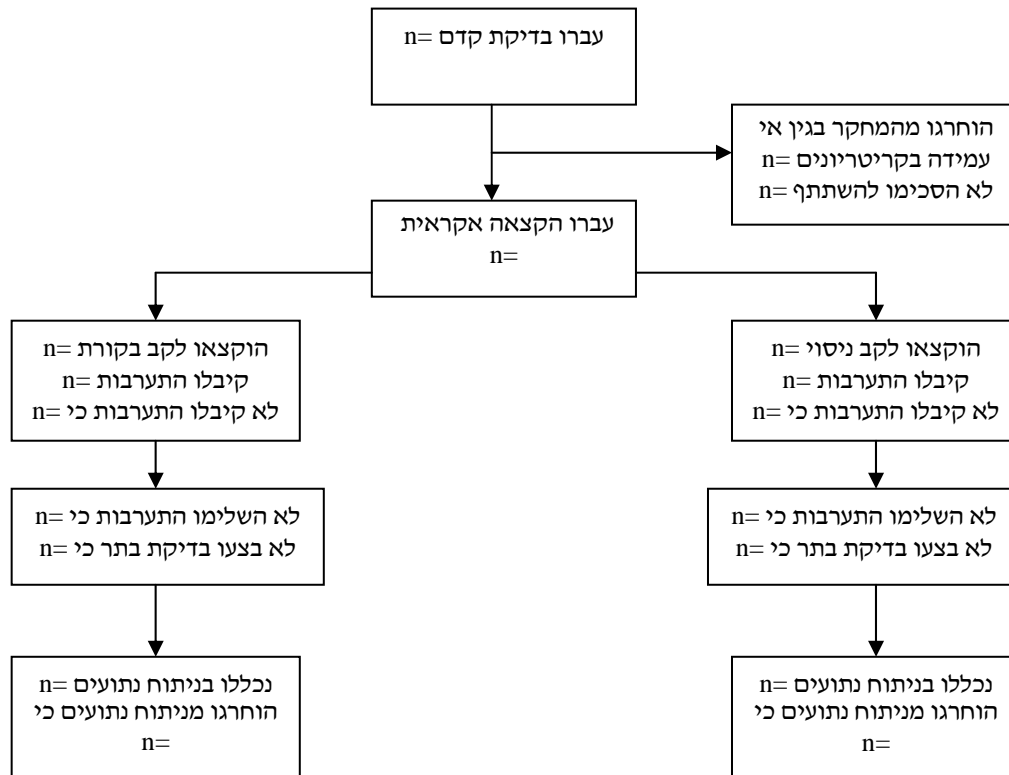 עברו בדיקת קדם n=
הוחרגו מהמחקר בגין אי
עמידה בקריטריונים n=
לא הסכימו להשתתף n=
עברו הקצאה אקראית
n=
הוקצאו לקב ניסוי n=
קיבלו התערבות n=
לא קיבלו התערבות כי n=
הוקצאו לקב בקורת n=
קיבלו התערבות n=
לא קיבלו התערבות כי n=
לא השלימו התערבות כי n=
לא בצעו בדיקת בתר כי n=
לא השלימו התערבות כי n=
לא בצעו בדיקת בתר כי n=
נכללו בניתוח נתועים n=
הוחרגו מניתוח נתועים כי
n=
נכללו בניתוח נתועים n=
הוחרגו מניתוח נתועים כי
n=